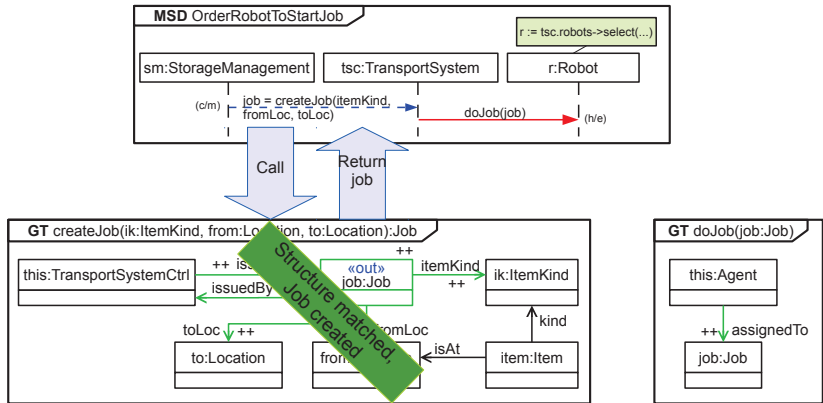 MSD OrderRobotToStartJob
r := tsc.robots->select(...)
sm:StorageManagement
tsc:TransportSystem
r:Robot
(c/m)
job = createJob(itemKind,
fromLoc, toLoc)
doJob(job)
(h/e)
Call
Return
job
GT createJob(ik:ItemKind, from:Location, to:Location):Job
GT doJob(job:Job)
this:TransportSystemCtrl
++
++
«out»
job:Job
itemKind
++
ik:ItemKind
this:Agent
issuedBy
Structure matched,
Job created
kind
toLoc
++
fromLoc
isAt
++
assignedTo
to:Location
item:Item
job:Job